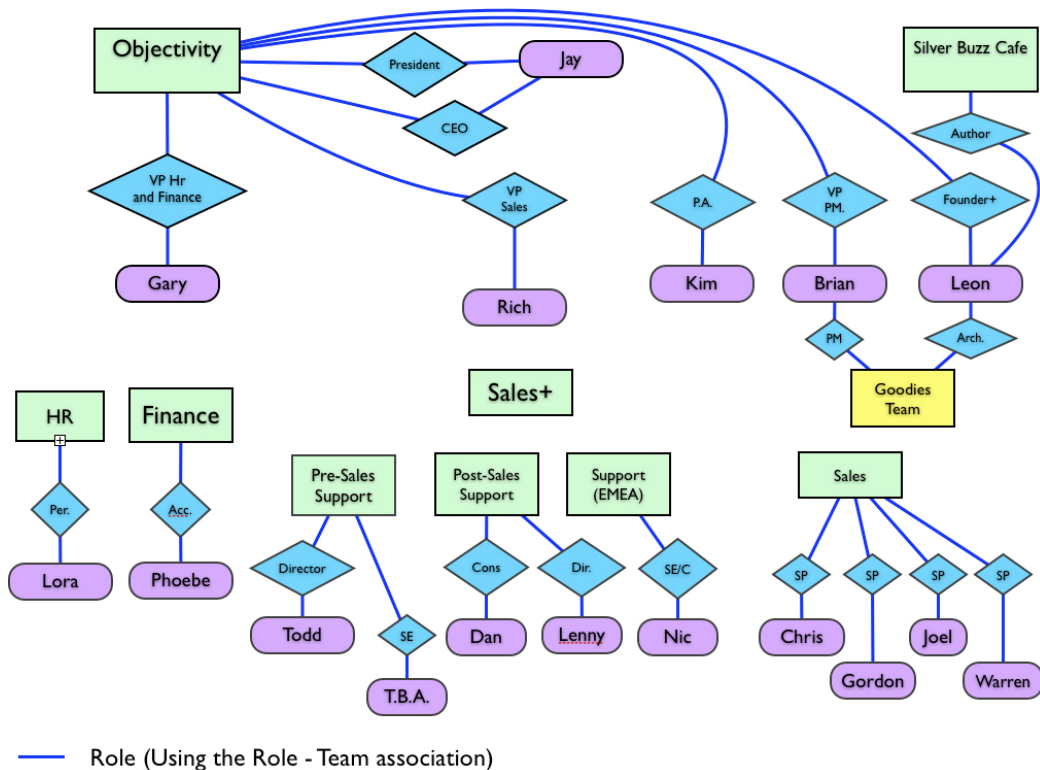 Objectivity
President
Jay
Silver Buzz Cafe
CEO
Author
VP Hr
and Finance
VP
Sales
P.A.
VP
PM.
Founder+
Gary
Rich
Kim
Brian
Leon
PM
Arch.
Goodies
Team
HR
Finance
Sales+
Pre-Sales
Support
Post-Sales
Support
Support
(EMEA)
Sales
Per.
Acc.
Director
Cons
Dir.
SE/C
SP
SP
SP
SP
Lora
Phoebe
Todd
SE
Dan
Lenny
Nic
Chris
Joel
Gordon
Warren
T.B.A.
Role (Using the Role - Team association)